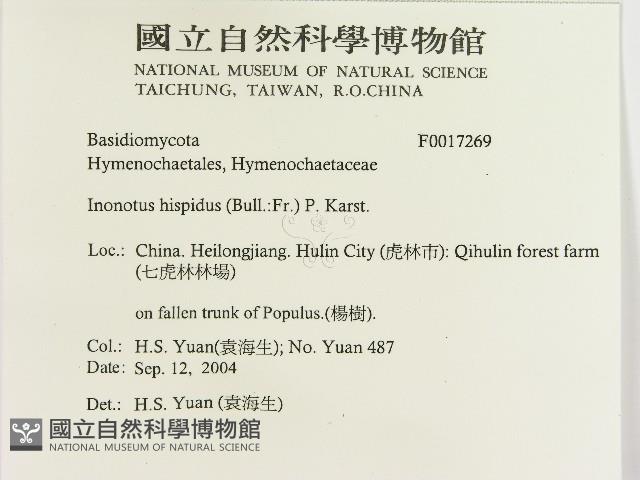 國立自然科學博物館
NATIONAL MUSEUM OF NATURAL SCIENCE
TAICHUNG, TAIWAN, R.O.CHINA
Basidiomycota F0017269
Hymenochaetales, Hymenochaetaceae
Inonotus hispidus (Bull.:Fr.) P. Karst.
Loc.: China. Heilongjiang. Hulin City (虎林市): Qihulin forest farm
(七虎林林場)
on fallen trunk of Populus.(楊樹).
Col.: H.S. Yuan(袁海生); No. Yuan 487
Date: Sep. 12, 2004
Det.: H.S. Yuan (袁海生)
國立自然科學博物館
NATIONAL MUSEUM OF NATURAL SCIENCE